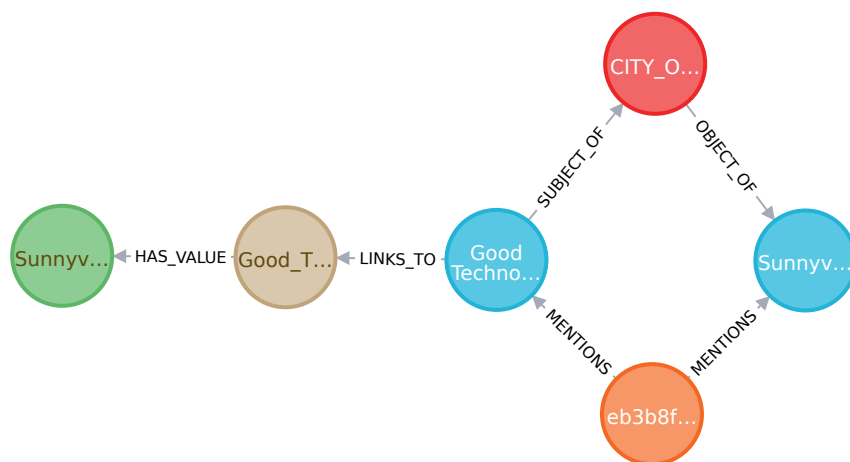 CITY_O...
SUBJECT_OF
OBJECT_OF
Sunnyv...
HAS_VALUE
Good_T...
LINKS_TO
Good
Techno...
Sunnyv...
MENTIONS
MENTIONS
eb3b8f...